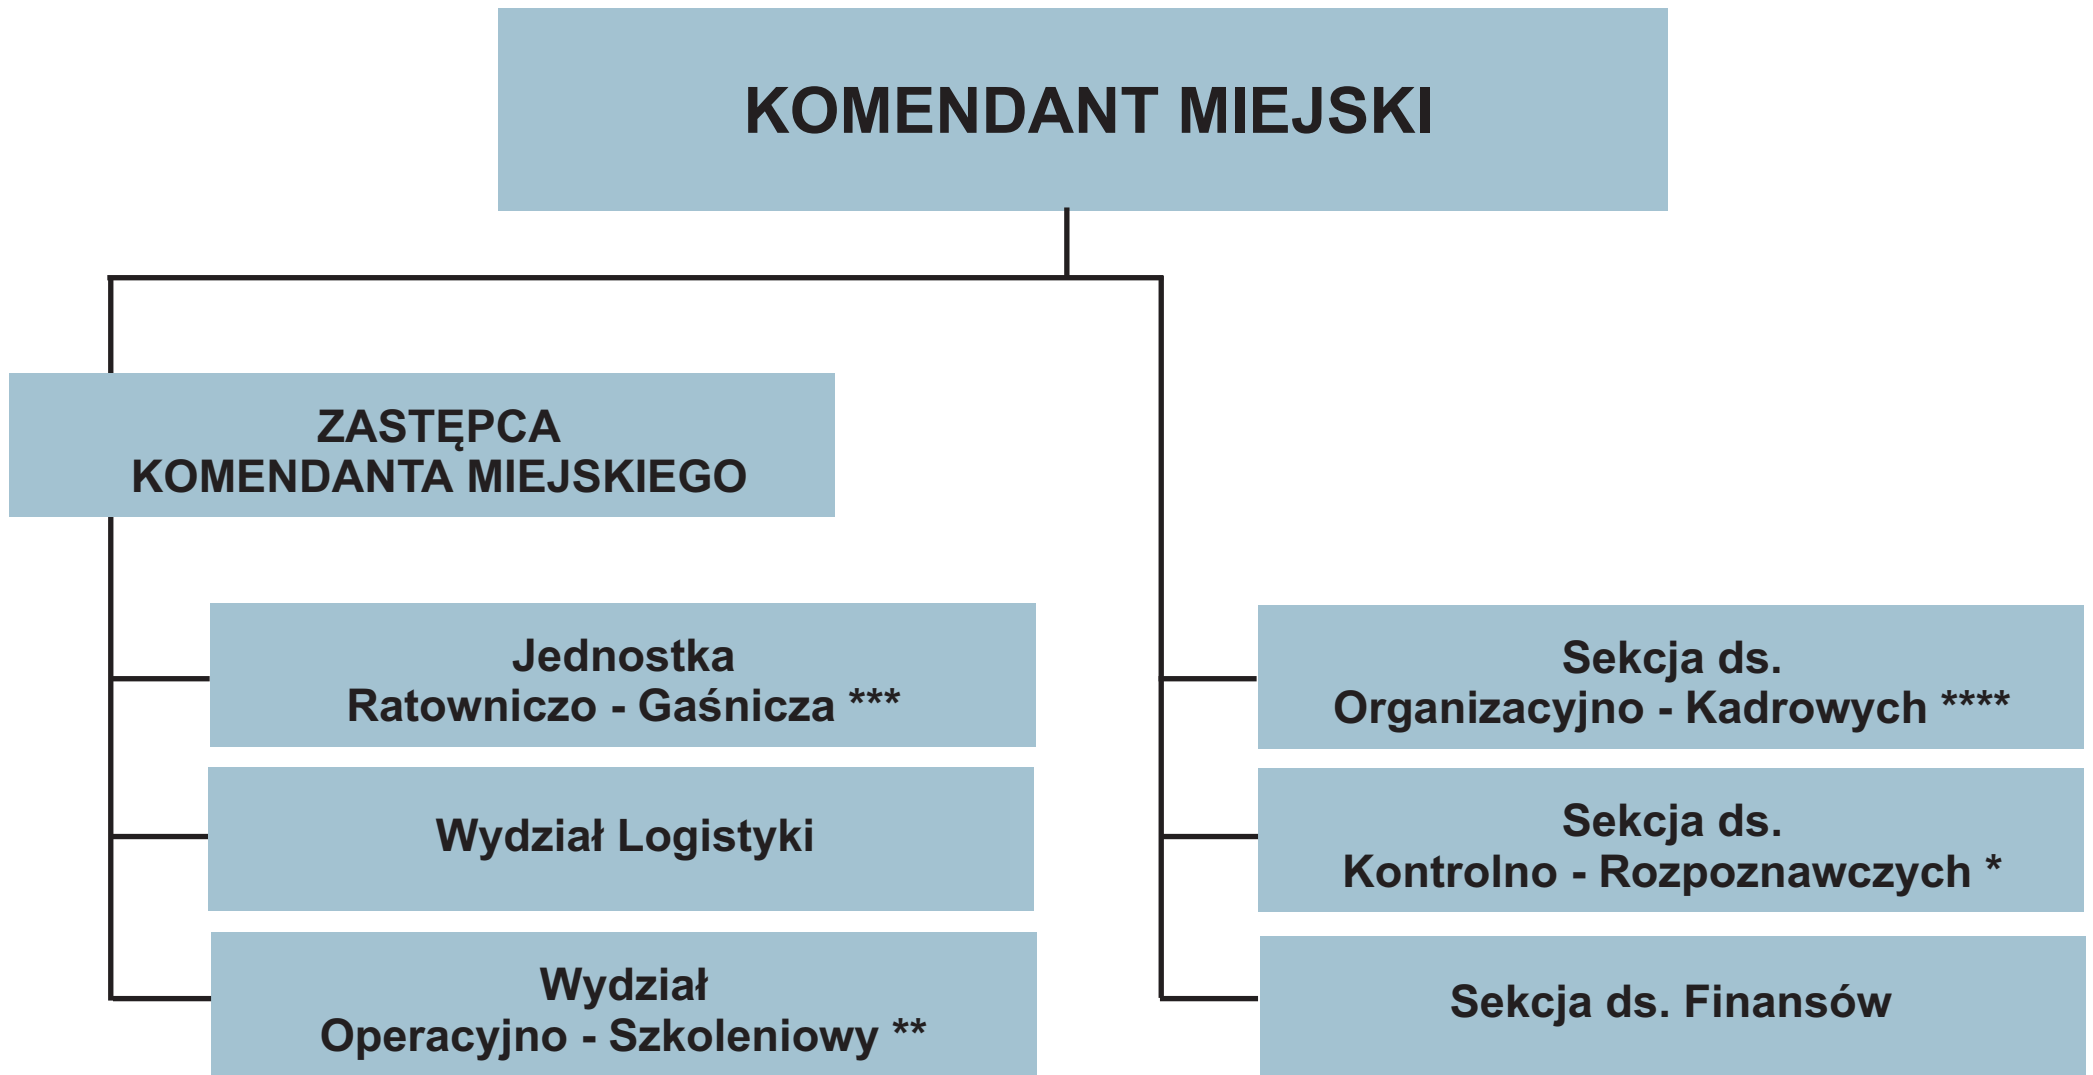 KOMENDANT MIEJSKI
ZASTĘPCA
KOMENDANTA MIEJSKIEGO
Jednostka
Ratowniczo - Gaśnicza ***
Wydział Logistyki
Wydział
Operacyjno - Szkoleniowy **
Sekcja ds.
Organizacyjno - Kadrowych ****
Sekcja ds.
Kontrolno - Rozpoznawczych *
Sekcja ds. Finansów